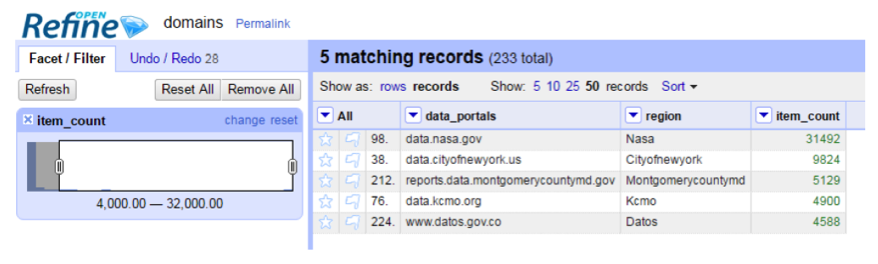 OPEN
Refine domains Permalink
Facet / Filter Undo / Redo 28
Refresh Reset All Remove All
item_count change reset
4,000.00 — 32,000.00
5 matching records (233 total)
Show as: rows records Show: 5 10 25 50 records Sort
All data_portals region item_count
98. data.nasa.gov Nasa 31492
38. data.cityofnewyork.us Cityofnewyork 9824
212. reports.data.montgomerycountymd.gov Montgomerycountymd 5129
76. data.kcmo.org Kcmo 4900
224. www.datos.gov.co Datos 4588